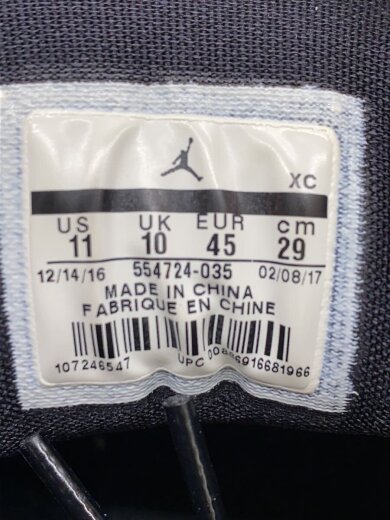 XC
US UK EUR cm
11 10 45 29
12/14/16 554724-035 02/08/17
MADE IN CHINA
FABRIQUE EN CHINE
107246547 UPC 00886916681966